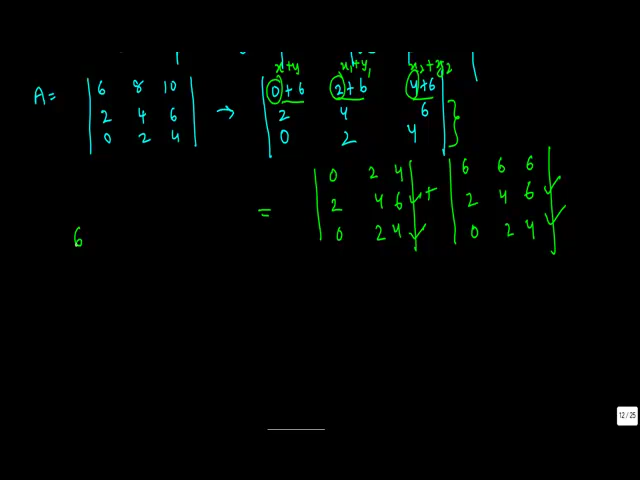 x+y x₁+y₁ x₂+y₂
A= | 6 8 10 | → | 0+6 2+6 4+6 |
| 2 4 6 | | 2 4 6 |
| 0 2 4 | | 0 2 4 |
= | 0 2 4 | + | 6 6 6 |
| 2 4 6 | | 2 4 6 |
| 0 2 4 | | 0 2 4 |
6
12 / 25